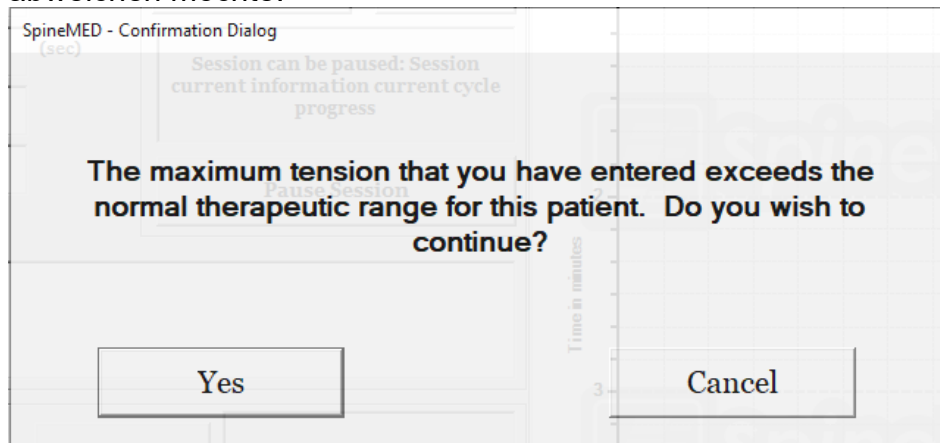 SpineMED - Confirmation Dialog
(sec)
Session can be paused: Session
current information current cycle
progress
The maximum tension that you have entered exceeds the
Pause Session
normal therapeutic range for this patient.  Do you wish to
continue?
2
Time in minutes
Yes
3
Cancel
Spine